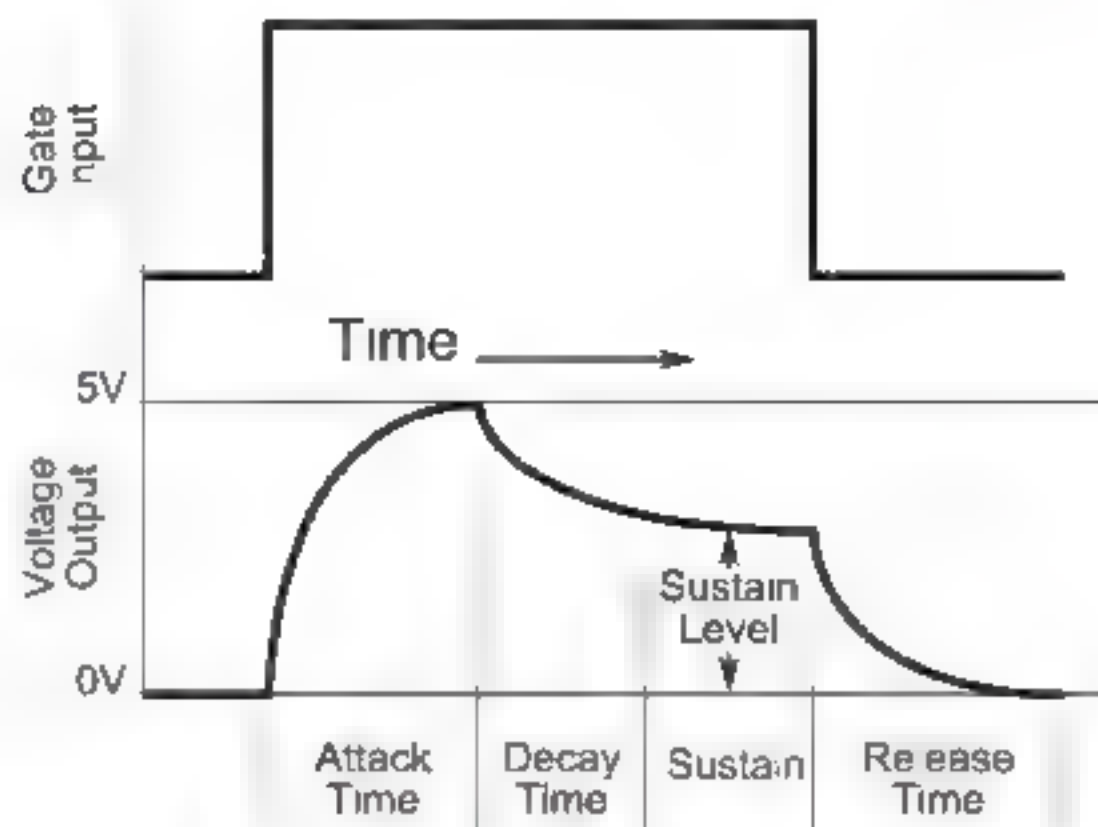 Gate
nput
Time
5V
Voltage
Output
Sustain
Level
0V
Attack
Time
Decay
Time
Sustain
Re ease
Time